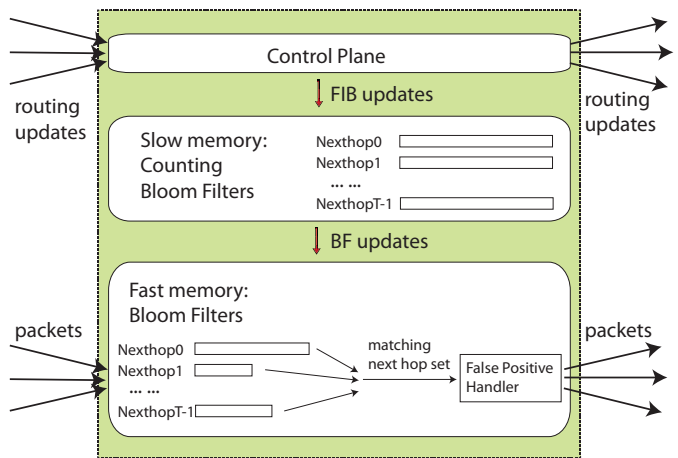 Control Plane
FIB updates
routing
updates
routing
updates
Slow memory:
Counting
Bloom Filters
Nexthop0
Nexthop1
... ...
NexthopT-1
BF updates
Fast memory:
Bloom Filters
packets
packets
Nexthop0
Nexthop1
... ...
NexthopT-1
matching
next hop set
False Positive
Handler